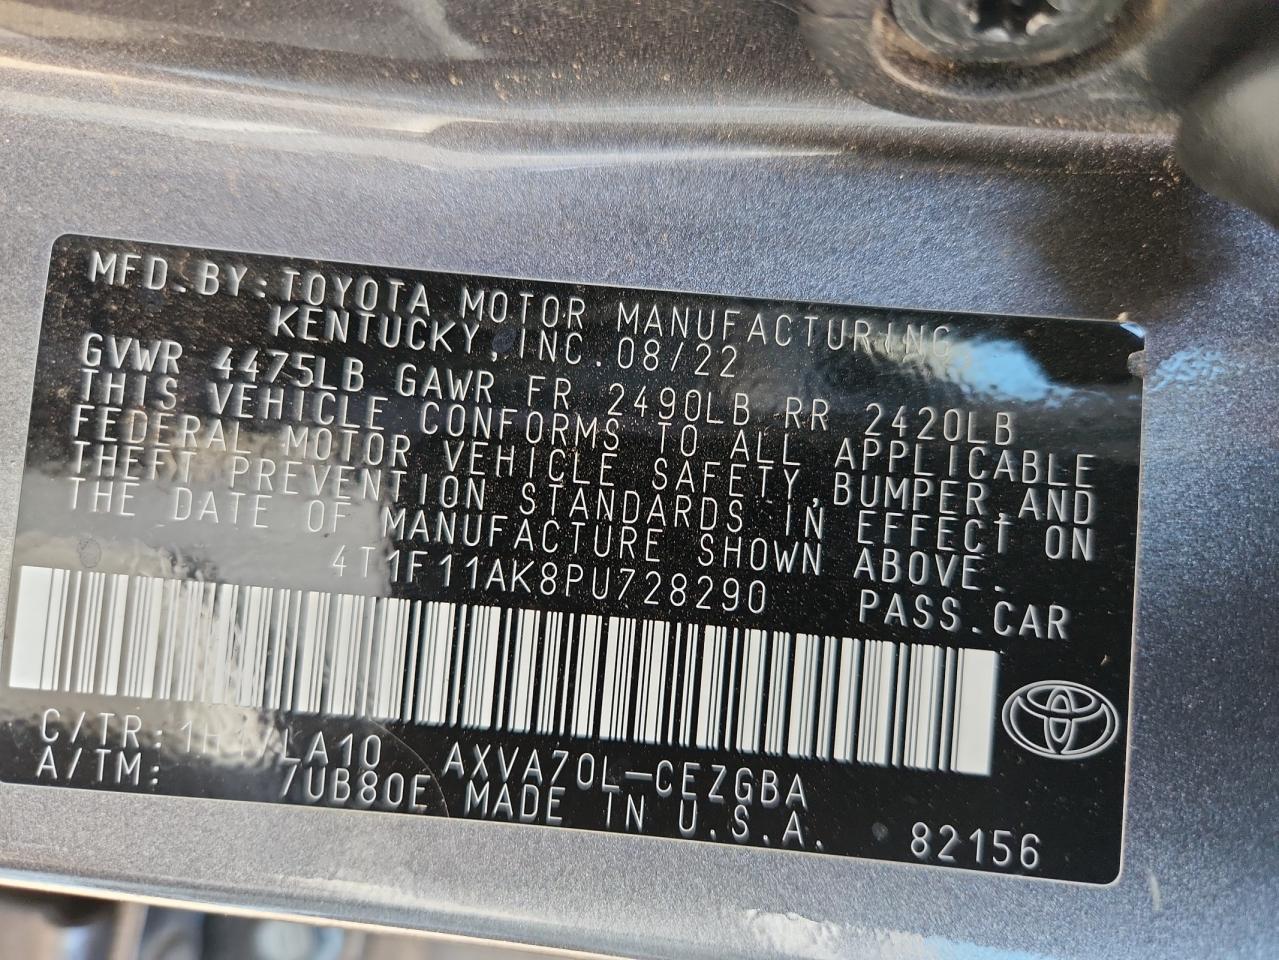 MFD.BY:TOYOTA MOTOR MANUFACTURING
KENTUCKY,INC.08/22
GVWR 4475LB GAWR FR 2490LB RR 2420LB
THIS VEHICLE CONFORMS TO ALL APPLICABLE
FEDERAL MOTOR VEHICLE SAFETY,BUMPER,AND
THEFT PREVENTION STANDARDS IN EFFECT ON
THE DATE OF MANUFACTURE SHOWN ABOVE.
4T1F11AK8PU728290 PASS.CAR
C/TR: LA10 AXVA70L-CEZGBA
A/TM: 7UB80E MADE IN U.S.A. 82156